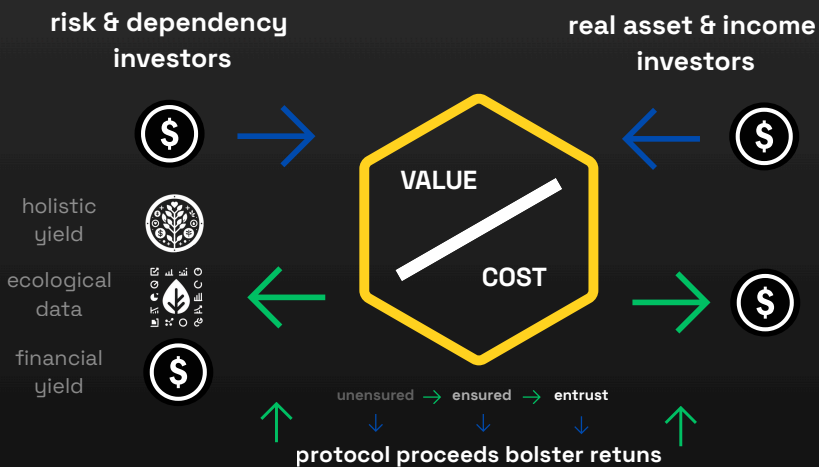 risk & dependency
investors
real asset & income
investors
$
$
VALUE
COST
holistic
yield
ecological
data
financial
yield
$
$
unensured → ensured → entrust
protocol proceeds bolster retuns